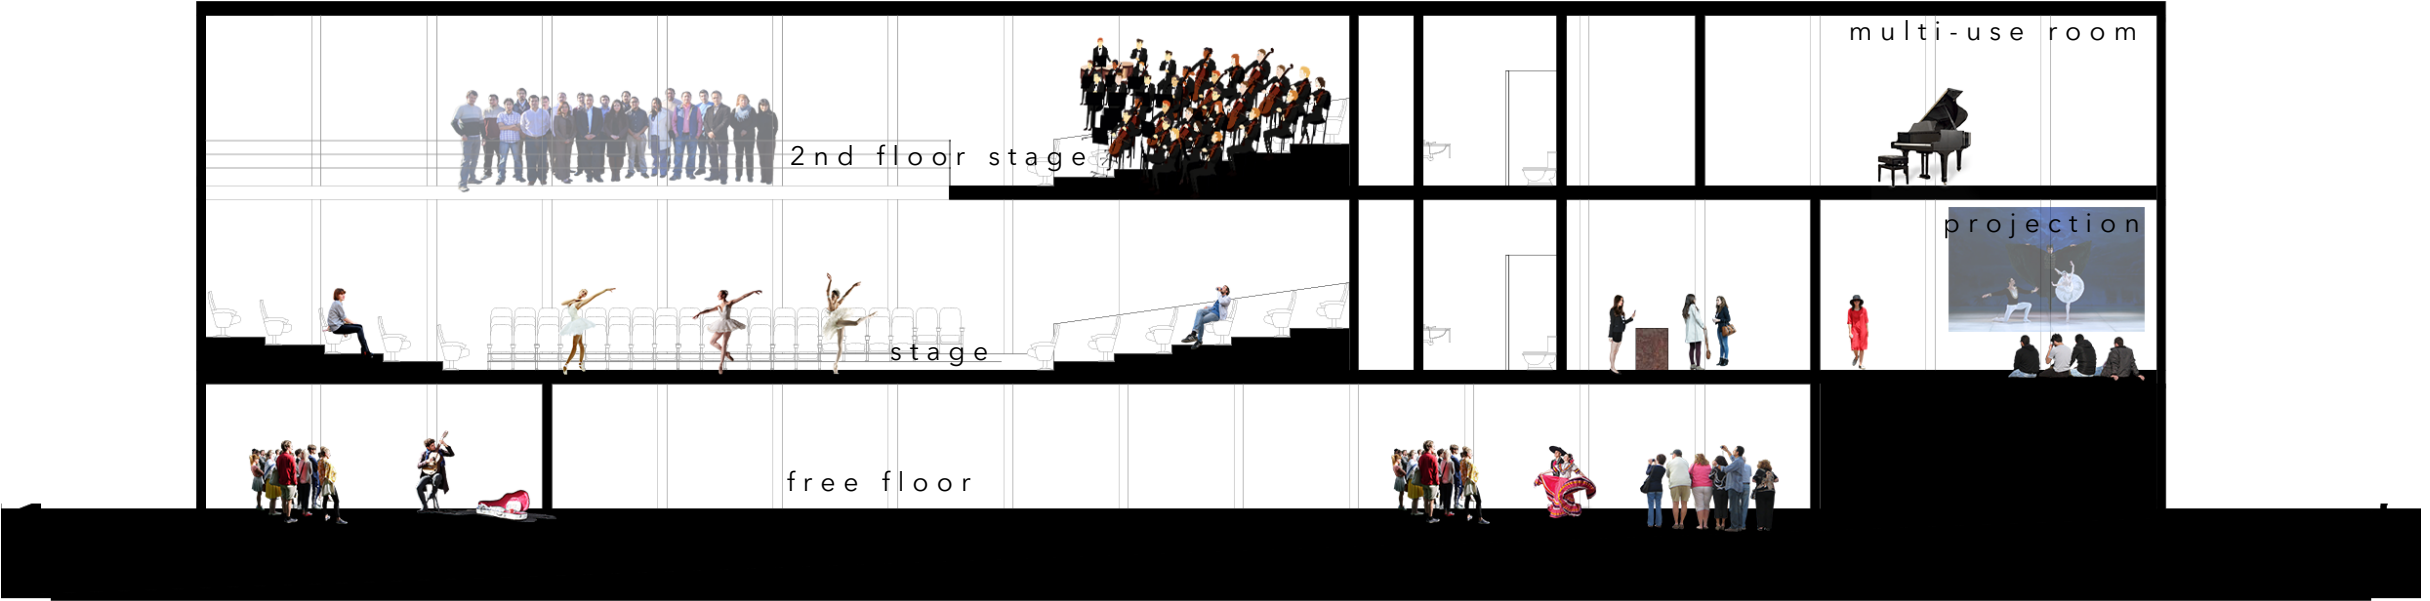 multi-use room
2nd floor stage
projection
stage
free floor